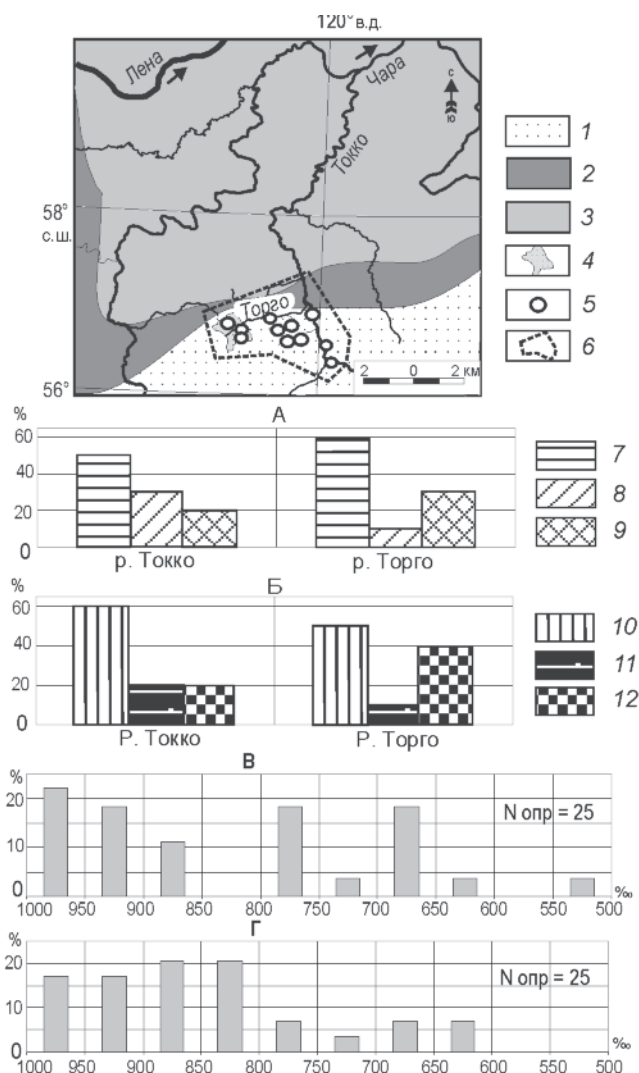 120° в.д.
Лена
Чара
с
ю
Токко
58°
с.ш.
Торго
56°
2 0 2 км
1
2
3
4
5
6
А
%
60
40
20
0
р. Токко
р. Торго
7
8
9
Б
%
60
40
20
0
Р. Токко
Р. Торго
10
11
12
В
%
20
10
0
N опр = 25
1000 950 900 850 800 750 700 650 600 550 500
‰
Г
%
20
10
0
N опр = 25
1000 950 900 850 800 750 700 650 600 550 500
‰